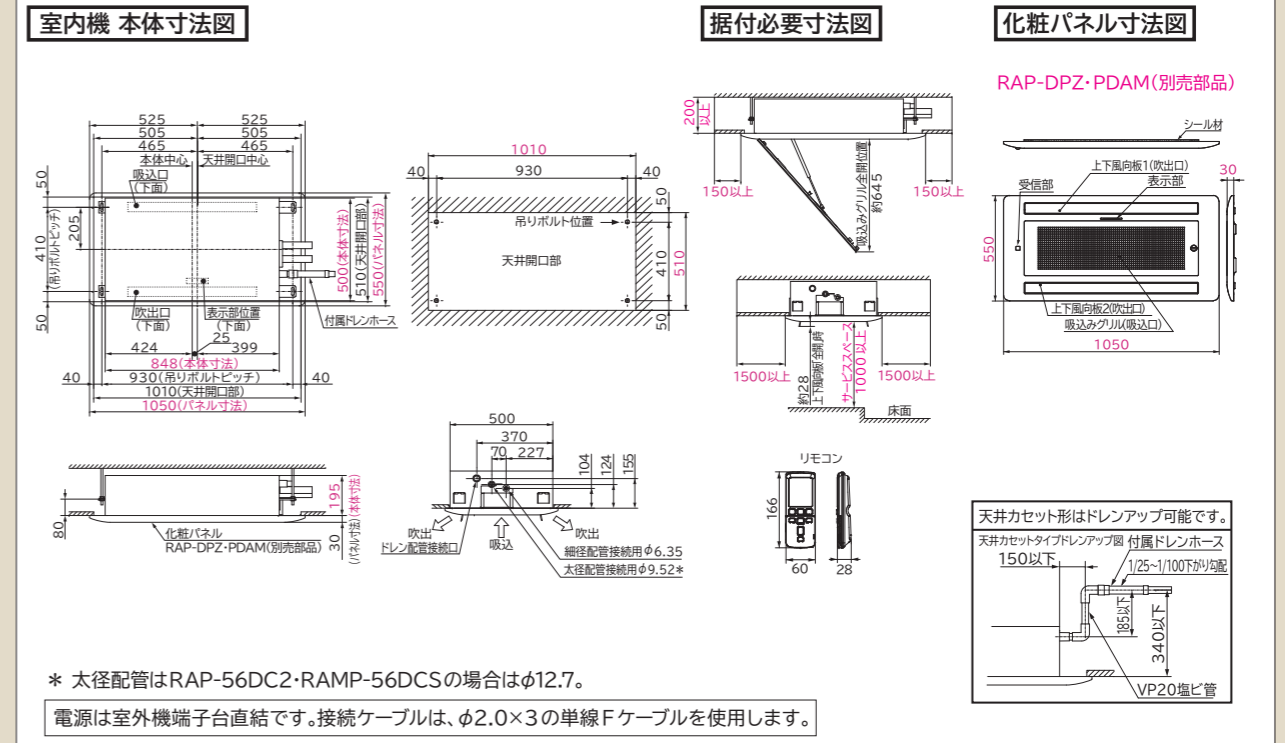 室内機 本体寸法図
525
525
505
505
465
465
本体中心
天井開口中心
吸込口
(下面)
50
410
(吊りボルトピッチ)
205
50
500(本体寸法)
510(天井開口部)
550(パネル寸法)
吹出口
(下面)
表示部位置
(下面)
付属ドレンホース
25
424
399
848(本体寸法)
40
930(吊りボルトピッチ)
40
1010(天井開口部)
1050(パネル寸法)
1010
40
930
40
50
吊りボルト位置
天井開口部
410
510
50
80
195
(本体寸法)
30
(パネル寸法)
化粧パネル
RAP-DPZ・PDAM(別売部品)
500
370
70
227
104
124
155
吹出
吸込
吹出
ドレン配管接続口
細径配管接続用φ6.35
太径配管接続用φ9.52*
据付必要寸法図
200
以上
150以上
150以上
吸込みグリル全開位置
約645
1500以上
1500以上
約28
上下風向板「全開」時
サービススペース
1000以上
床面
リモコン
166
60
28
化粧パネル寸法図
RAP-DPZ・PDAM(別売部品)
シール材
上下風向板1(吹出口)
受信部
表示部
30
550
上下風向板2(吹出口)
吸込みグリル(吸込口)
1050
天井カセット形はドレンアップ可能です。
天井カセットタイプドレンアップ図
付属ドレンホース
150以下
1/25~1/100下がり勾配
185以下
340以下
VP20塩ビ管
* 太径配管はRAP-56DC2・RAMP-56DCSの場合はφ12.7。
電源は室外機端子台直結です。接続ケーブルは、φ2.0×3の単線Fケーブルを使用します。